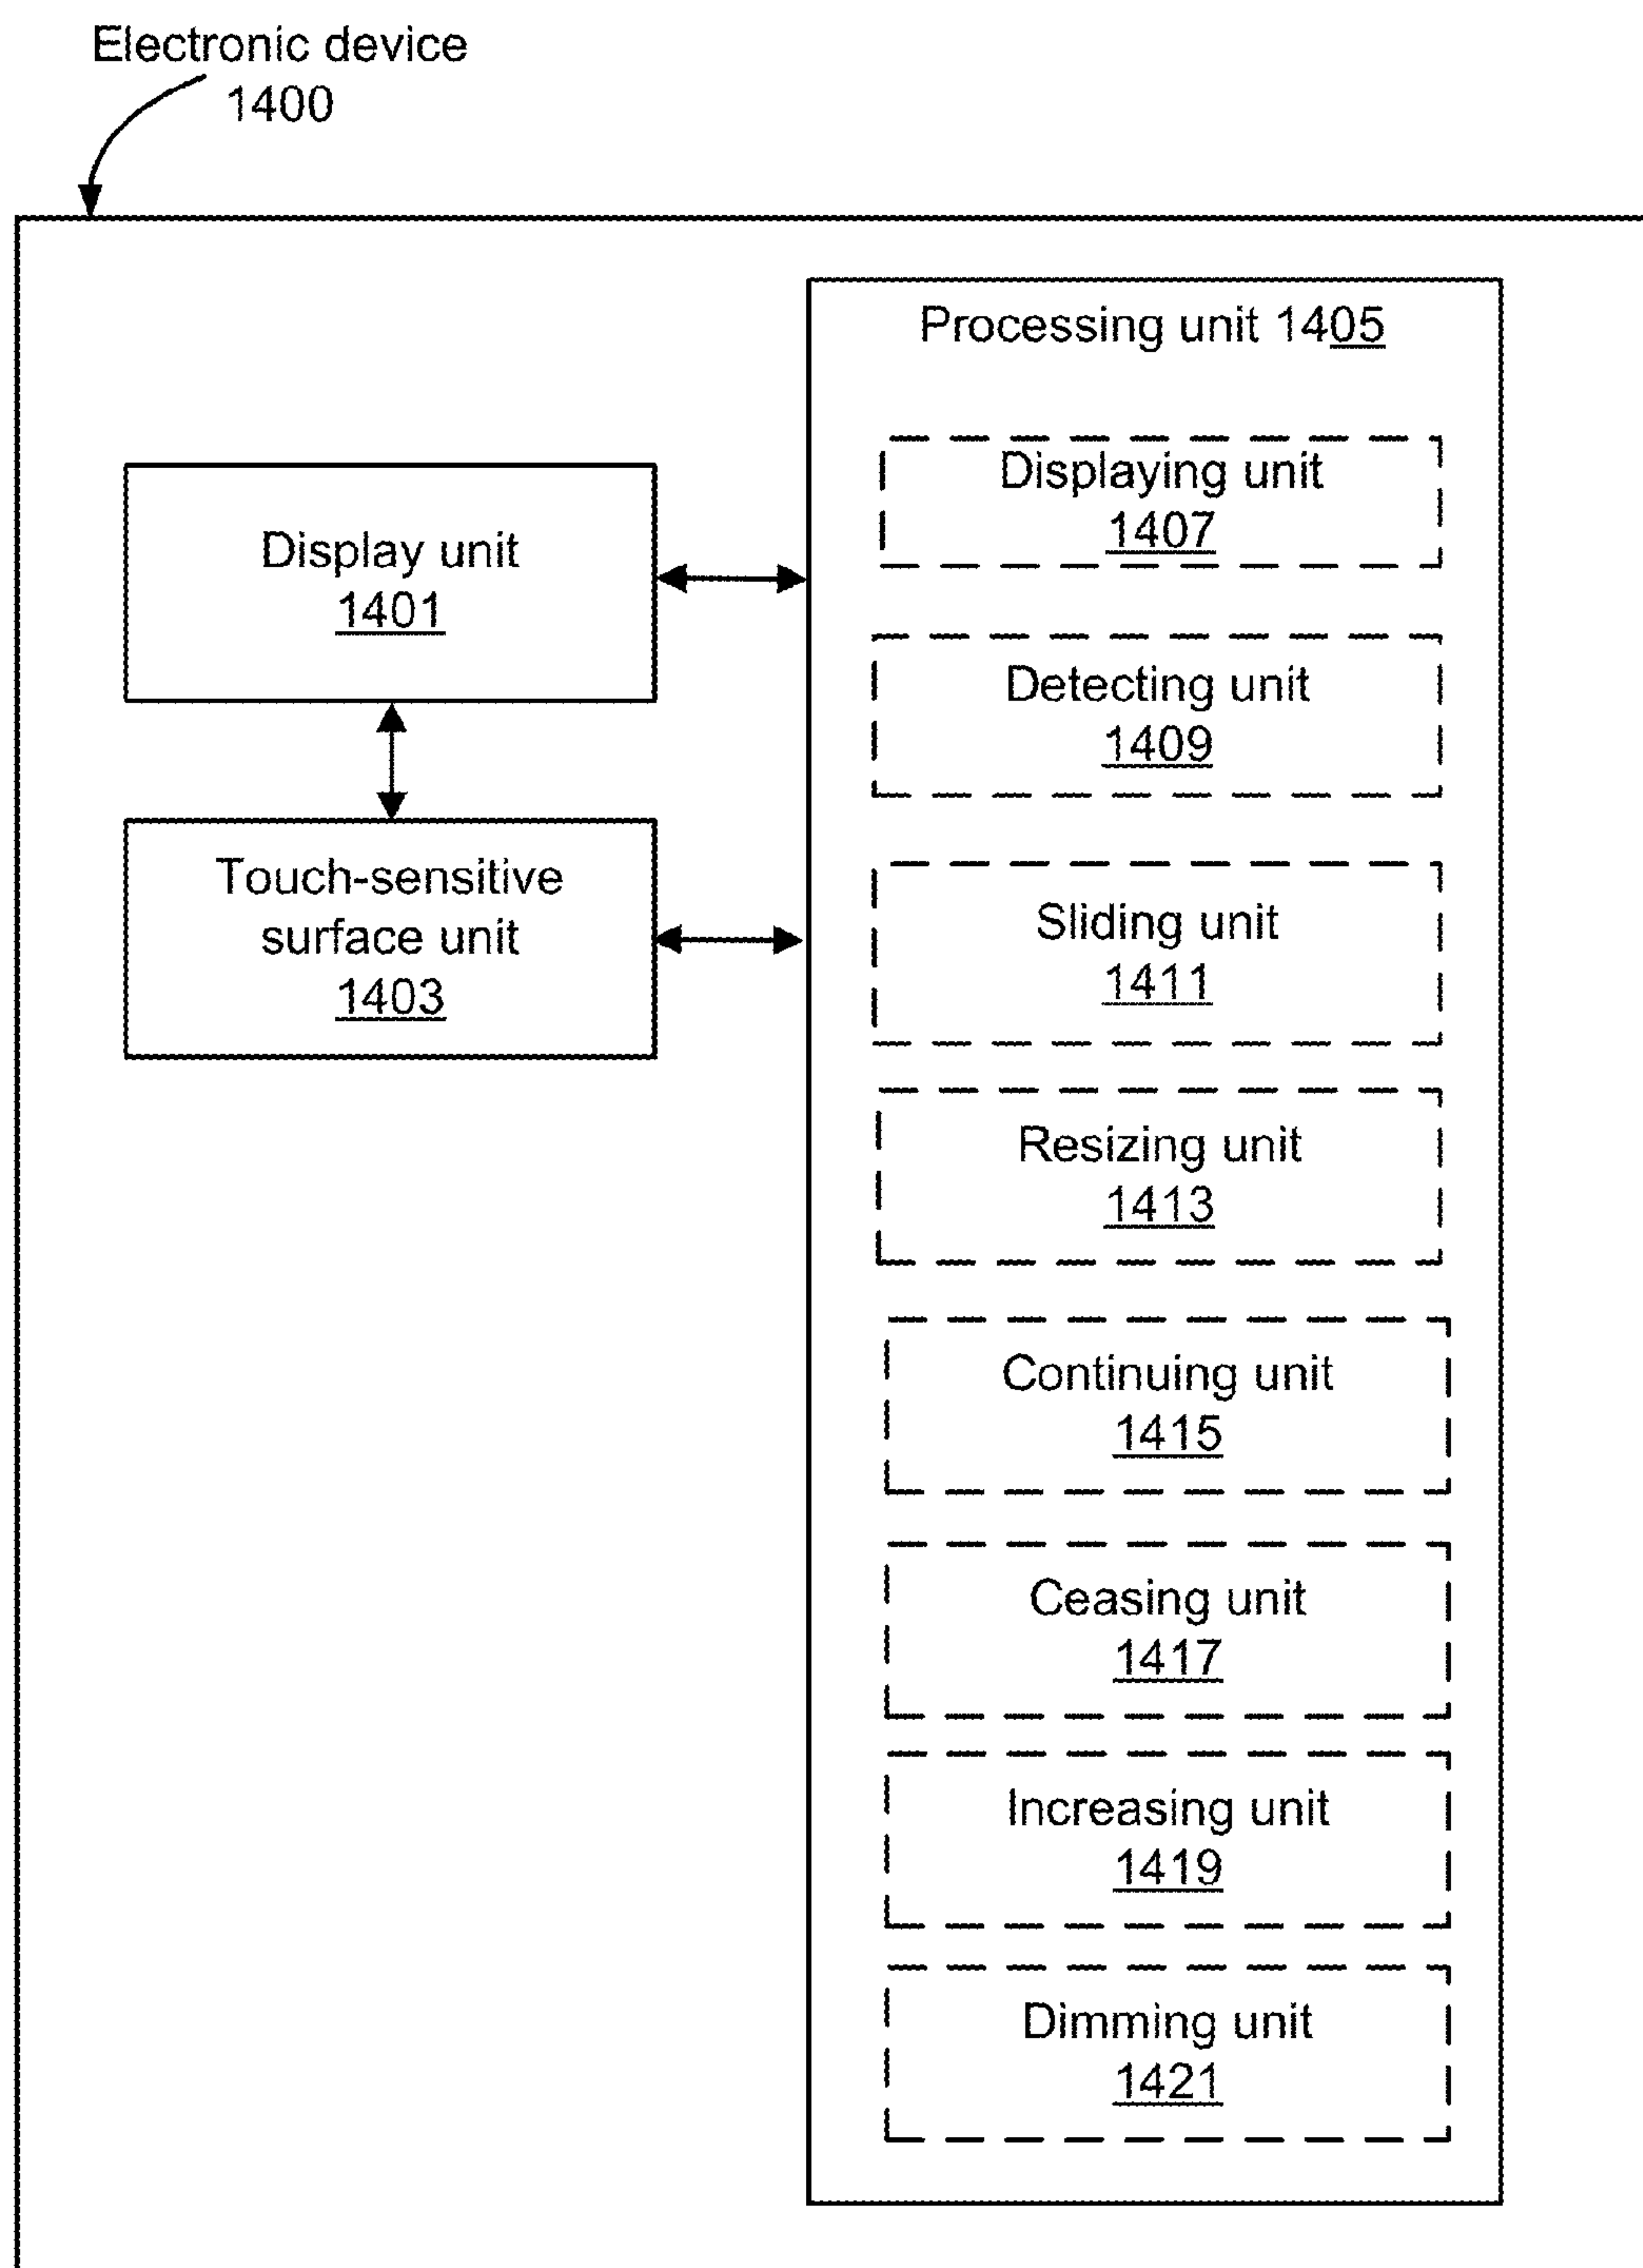 Electronic device
1400
Processing unit 1405
Displaying unit
1407
Display unit
1401
Detecting unit
1409
Touch-sensitive
surface unit
1403
Sliding unit
1411
Resizing unit
1413
Continuing unit
1415
Ceasing unit
1417
Increasing unit
1419
Dimming unit
1421